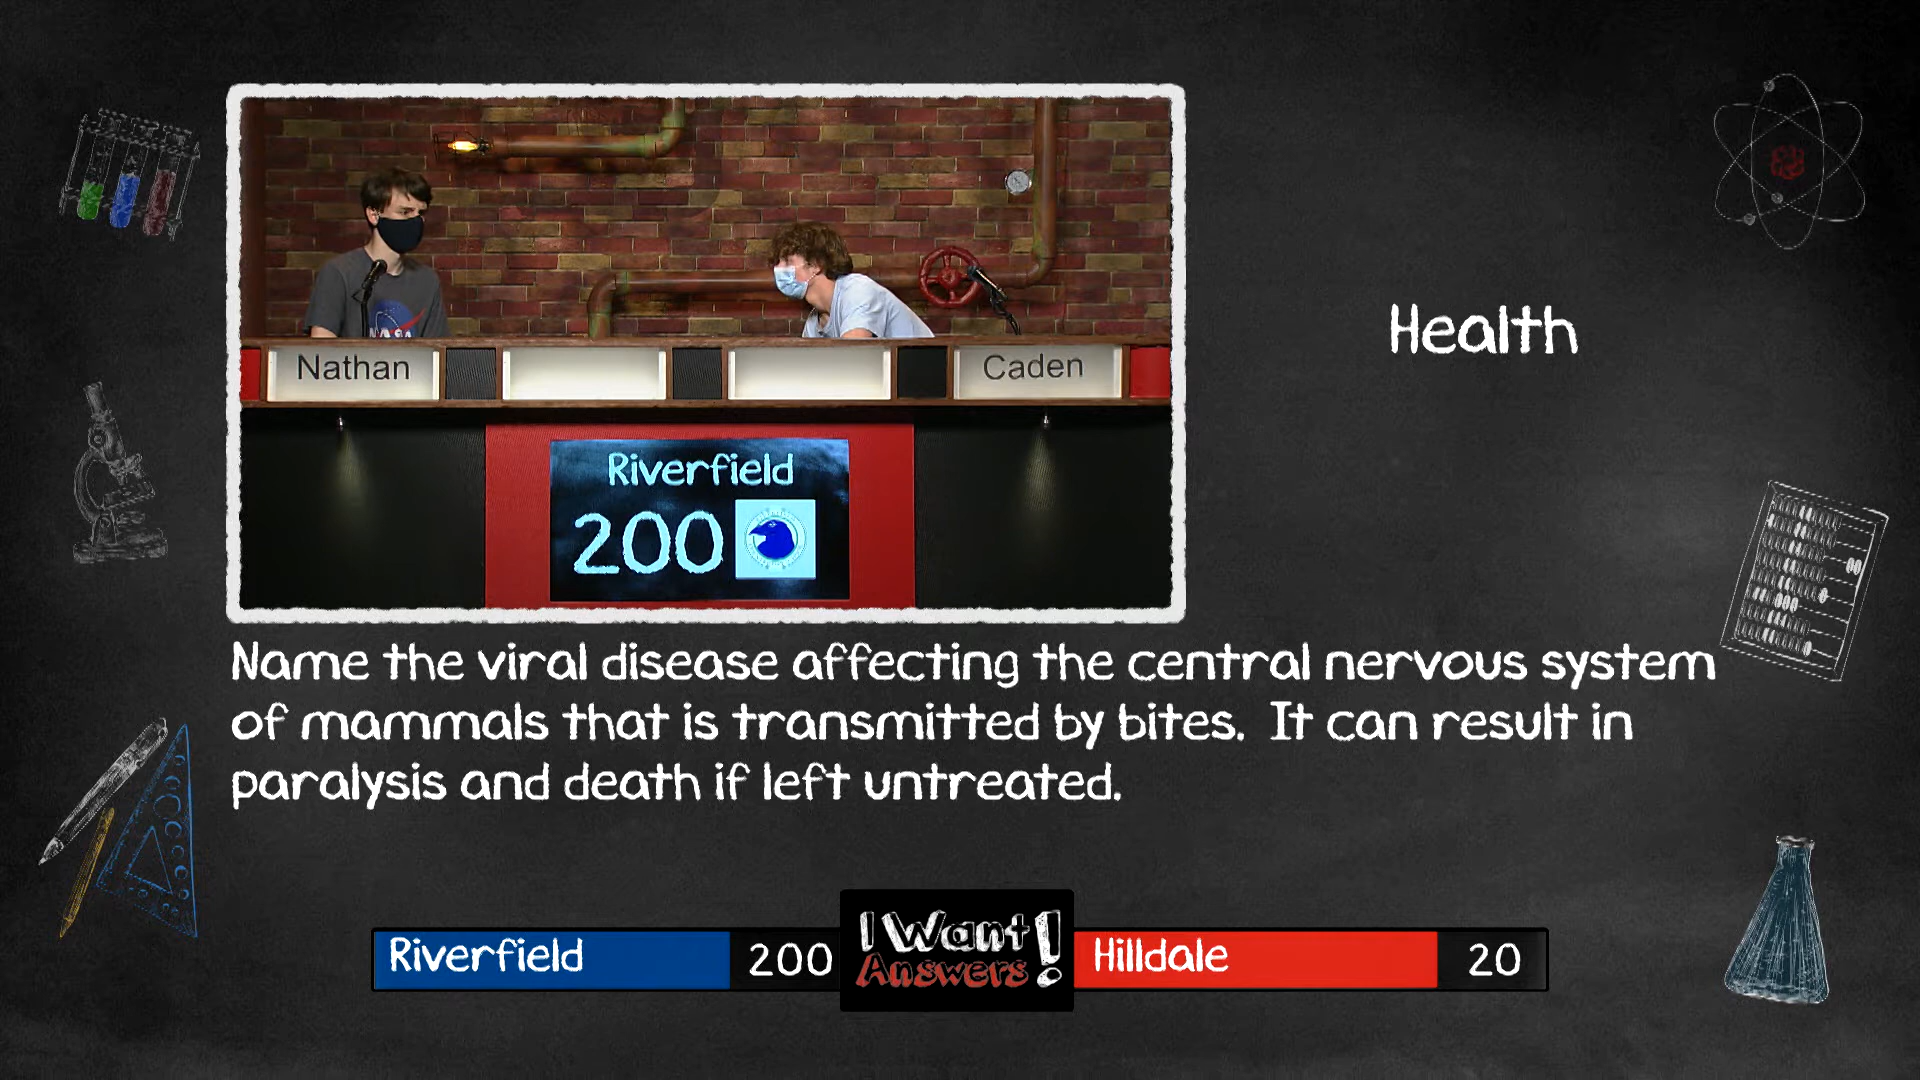 Health
NASA
Nathan
Caden
Riverfield
200
Name the viral disease affecting the central nervous system
of mammals that is transmitted by bites. It can result in
paralysis and death if left untreated.
Riverfield 200 I Want Answers! Hilldale 20